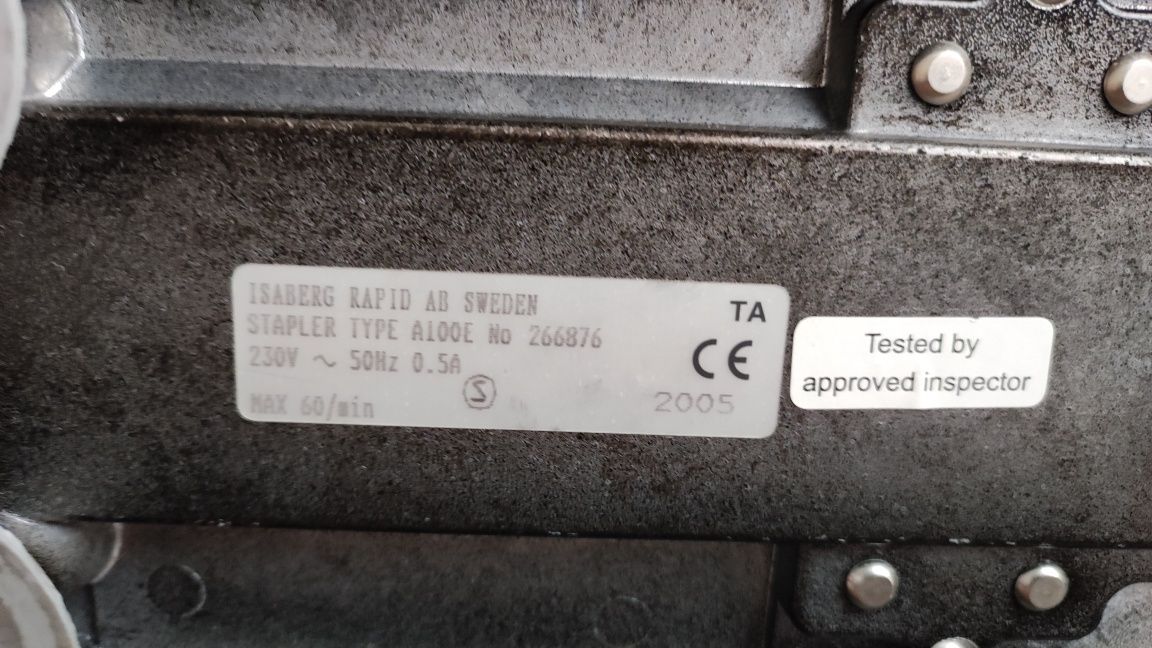 ISABERG RAPID AB SWEDEN
STAPLER TYPE A100E No 266876
230V ~ 50Hz 0.5A
MAX 60/min
S
TA
CE
2005
Tested by
approved inspector